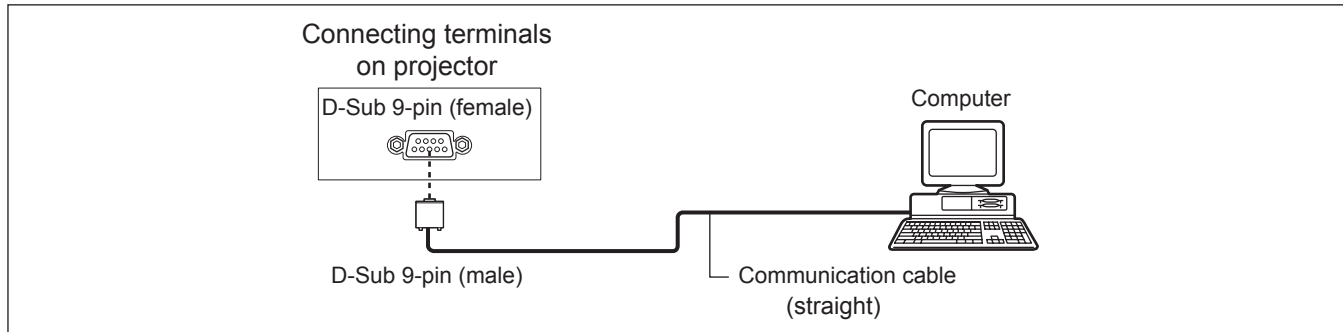 Connecting terminals
on projector
D-Sub 9-pin (female)
Computer
D-Sub 9-pin (male)
Communication cable
(straight)